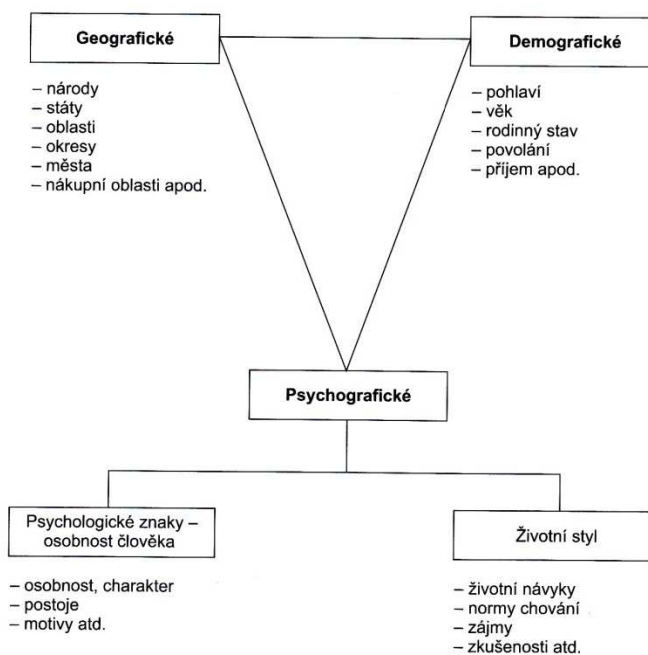 Geografické
– národy
– státy
– oblasti
– okresy
– města
– nákupní oblasti apod.
Demografické
– pohlaví
– věk
– rodinný stav
– povolání
– příjem apod.
Psychografické
Psychologické znaky –
osobnost člověka
– osobnost, charakter
– postoje
– motivy atd.
Životní styl
– životní návyky
– normy chování
– zájmy
– zkušenosti atd.